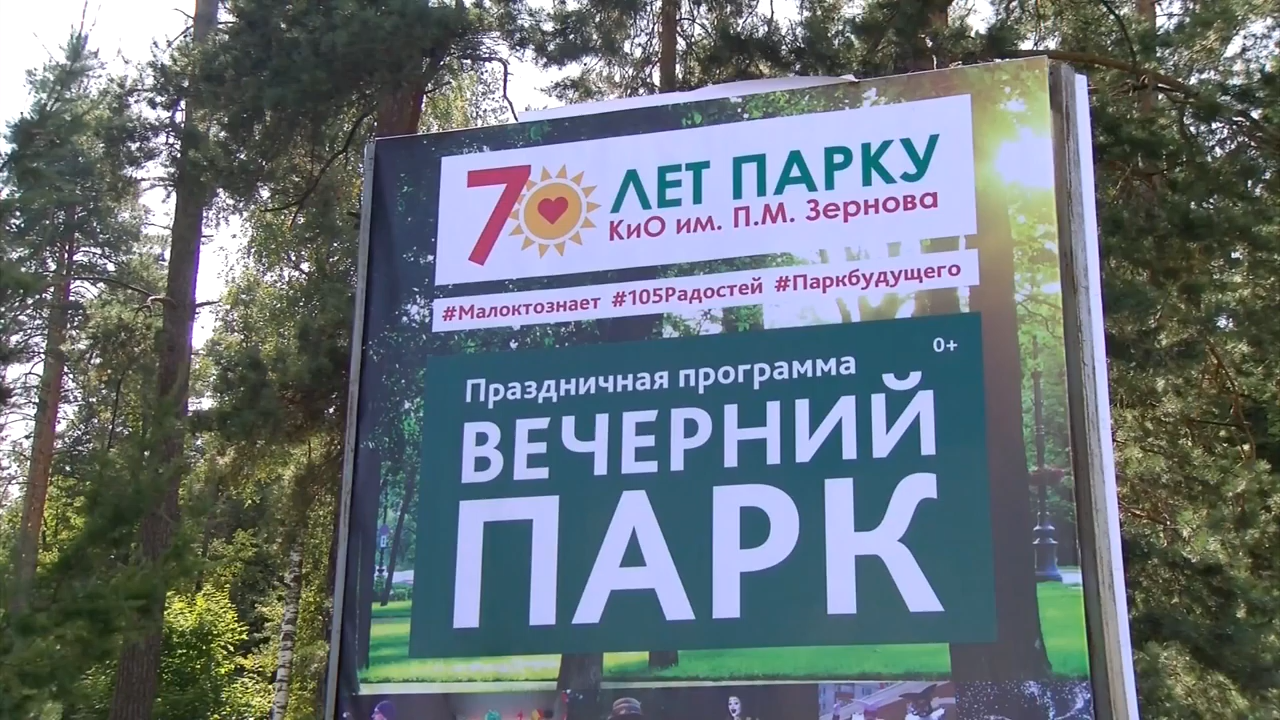 70 ЛЕТ ПАРКУ
КиО им. П.М. Зернова
#Малоктознает #105Радостей #Паркбудущего
0+
Праздничная программа
ВЕЧЕРНИЙ
ПАРК